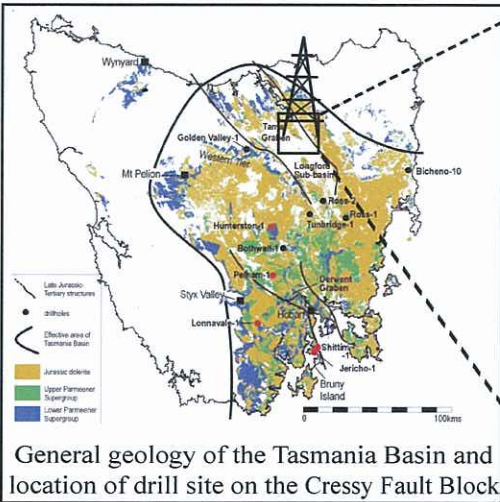 Wynyard
Tamar
Graben
Golden Valley-1
Western Tier
Longford
Sub-basin
Bicheno-10
Mt Pelion
Ross-2
Ross-1
Tunbridge-1
Hunterston-1
Bothwell-1
Pelham-1
Derwent
Graben
Styx Valley
Hobart
Lonnavale-1
Shittim
-1
Jericho-1
Bruny
Island
Late Jurassic-
Tertiary structures
drillholes
Effective area of
Tasmania Basin
Jurassic dolerite
Upper Parmeener
Supergroup
Lower Parmeener
Supergroup
0 100kms
General geology of the Tasmania Basin and
location of drill site on the Cressy Fault Block